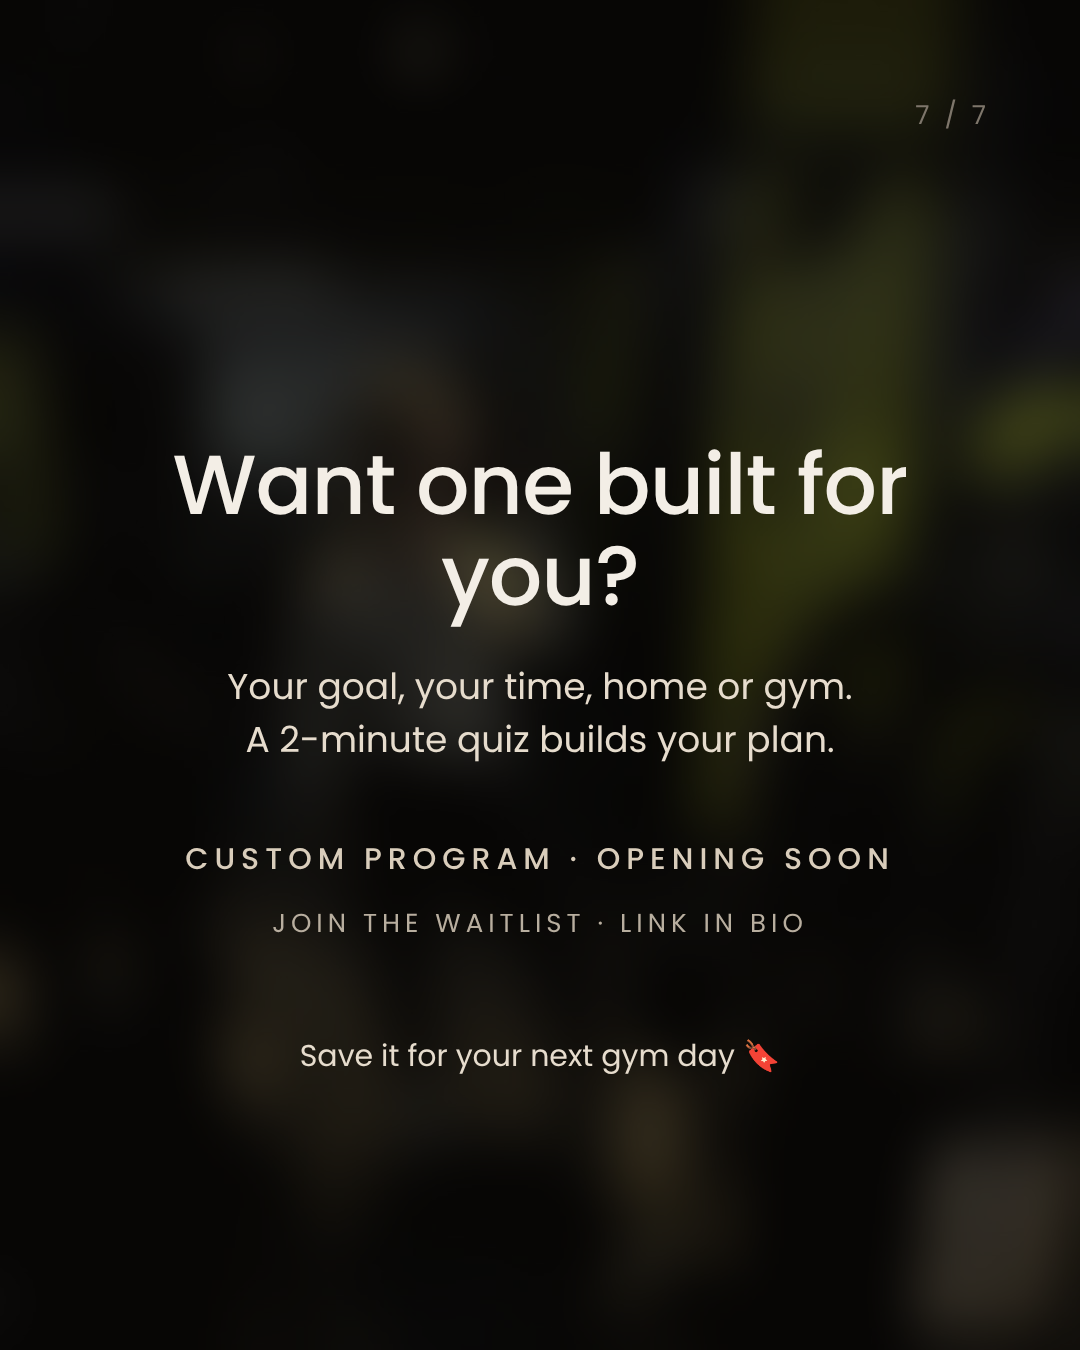 7 / 7
Want one built for
you?
Your goal, your time, home or gym.
A 2-minute quiz builds your plan.
CUSTOM PROGRAM · OPENING SOON
JOIN THE WAITLIST · LINK IN BIO
Save it for your next gym day 🔖